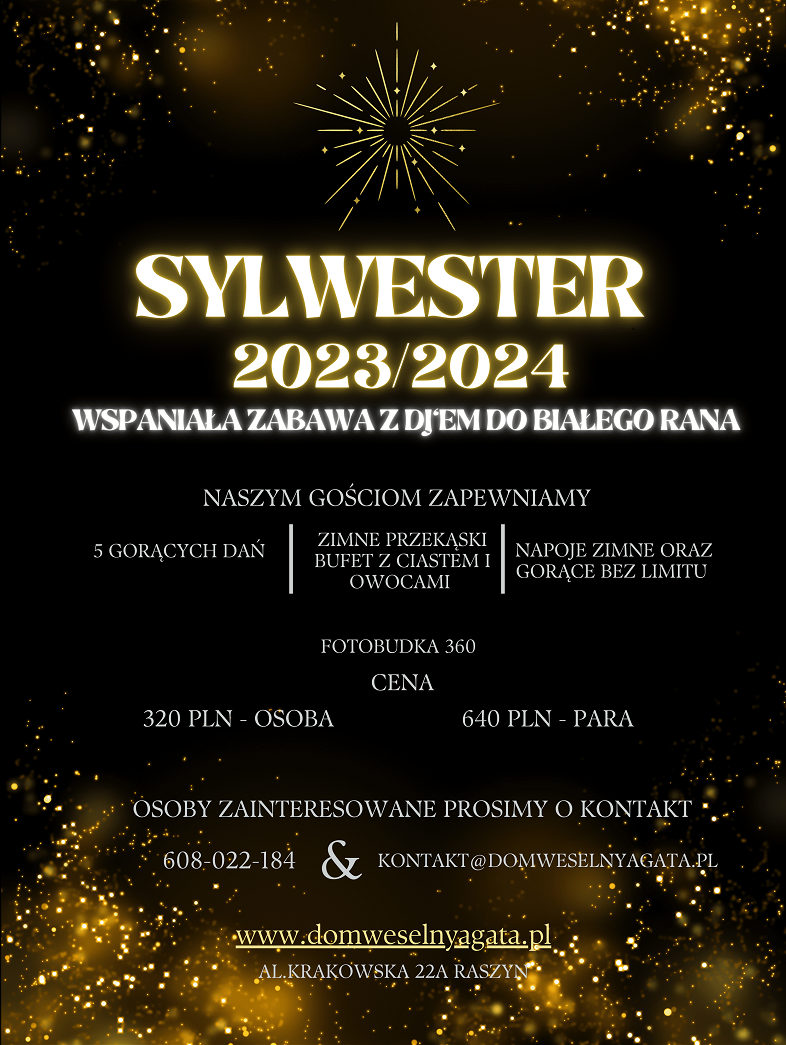 SYLWESTER
2023/2024
WSPANIAŁA ZABAWA Z DJ'EM DO BIAŁEGO RANA
NASZYM GOŚCIOM ZAPEWNIAMY
5 GORĄCYCH DAŃ
ZIMNE PRZEKĄSKI
BUFET Z CIASTEM I
OWOCAMI
NAPOJE ZIMNE ORAZ
GORĄCE BEZ LIMITU
FOTOBUDKA 360
CENA
320 PLN - OSOBA
640 PLN - PARA
OSOBY ZAINTERESOWANE PROSIMY O KONTAKT
608-022-184 & KONTAKT@DOMWESELNYAGATA.PL
www.domweselnyagata.pl
AL.KRAKOWSKA 22A RASZYN